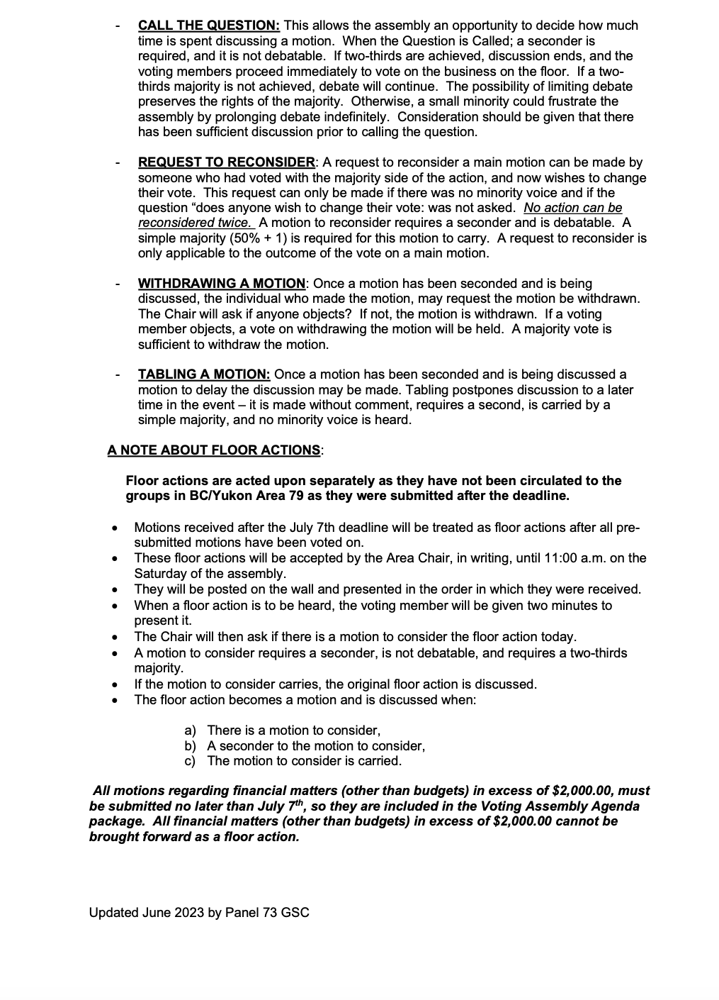 - CALL THE QUESTION: This allows the assembly an opportunity to decide how much
time is spent discussing a motion.  When the Question is Called; a seconder is
required, and it is not debatable.  If two-thirds are achieved, discussion ends, and the
voting members proceed immediately to vote on the business on the floor.  If a two-
thirds majority is not achieved, debate will continue.  The possibility of limiting debate
preserves the rights of the majority.  Otherwise, a small minority could frustrate the
assembly by prolonging debate indefinitely.  Consideration should be given that there
has been sufficient discussion prior to calling the question.
- REQUEST TO RECONSIDER: A request to reconsider a main motion can be made by
someone who had voted with the majority side of the action, and now wishes to change
their vote.  This request can only be made if there was no minority voice and if the
question “does anyone wish to change their vote: was not asked.  No action can be
reconsidered twice.  A motion to reconsider requires a seconder and is debatable.  A
simple majority (50% + 1) is required for this motion to carry.  A request to reconsider is
only applicable to the outcome of the vote on a main motion.
- WITHDRAWING A MOTION: Once a motion has been seconded and is being
discussed, the individual who made the motion, may request the motion be withdrawn.
The Chair will ask if anyone objects?  If not, the motion is withdrawn.  If a voting
member objects, a vote on withdrawing the motion will be held.  A majority vote is
sufficient to withdraw the motion.
- TABLING A MOTION: Once a motion has been seconded and is being discussed a
motion to delay the discussion may be made. Tabling postpones discussion to a later
time in the event – it is made without comment, requires a second, is carried by a
simple majority, and no minority voice is heard.
A NOTE ABOUT FLOOR ACTIONS:
Floor actions are acted upon separately as they have not been circulated to the
groups in BC/Yukon Area 79 as they were submitted after the deadline.
• Motions received after the July 7th deadline will be treated as floor actions after all pre-
submitted motions have been voted on.
• These floor actions will be accepted by the Area Chair, in writing, until 11:00 a.m. on the
Saturday of the assembly.
• They will be posted on the wall and presented in the order in which they were received.
• When a floor action is to be heard, the voting member will be given two minutes to
present it.
• The Chair will then ask if there is a motion to consider the floor action today.
• A motion to consider requires a seconder, is not debatable, and requires a two-thirds
majority.
• If the motion to consider carries, the original floor action is discussed.
• The floor action becomes a motion and is discussed when:
a) There is a motion to consider,
b) A seconder to the motion to consider,
c) The motion to consider is carried.
All motions regarding financial matters (other than budgets) in excess of $2,000.00, must
be submitted no later than July 7th, so they are included in the Voting Assembly Agenda
package.  All financial matters (other than budgets) in excess of $2,000.00 cannot be
brought forward as a floor action.
Updated June 2023 by Panel 73 GSC